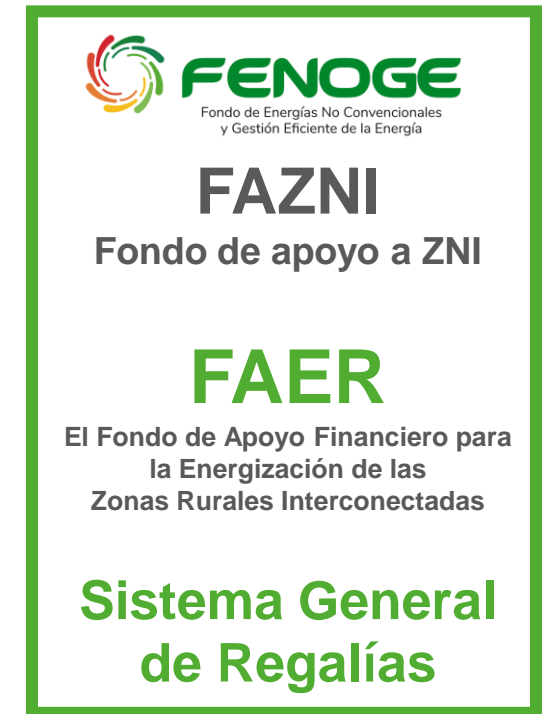 FENOGE
Fondo de Energías No Convencionales
y Gestión Eficiente de la Energía
FAZNI
Fondo de apoyo a ZNI
FAER
El Fondo de Apoyo Financiero para
la Energización de las
Zonas Rurales Interconectadas
Sistema General
de Regalías